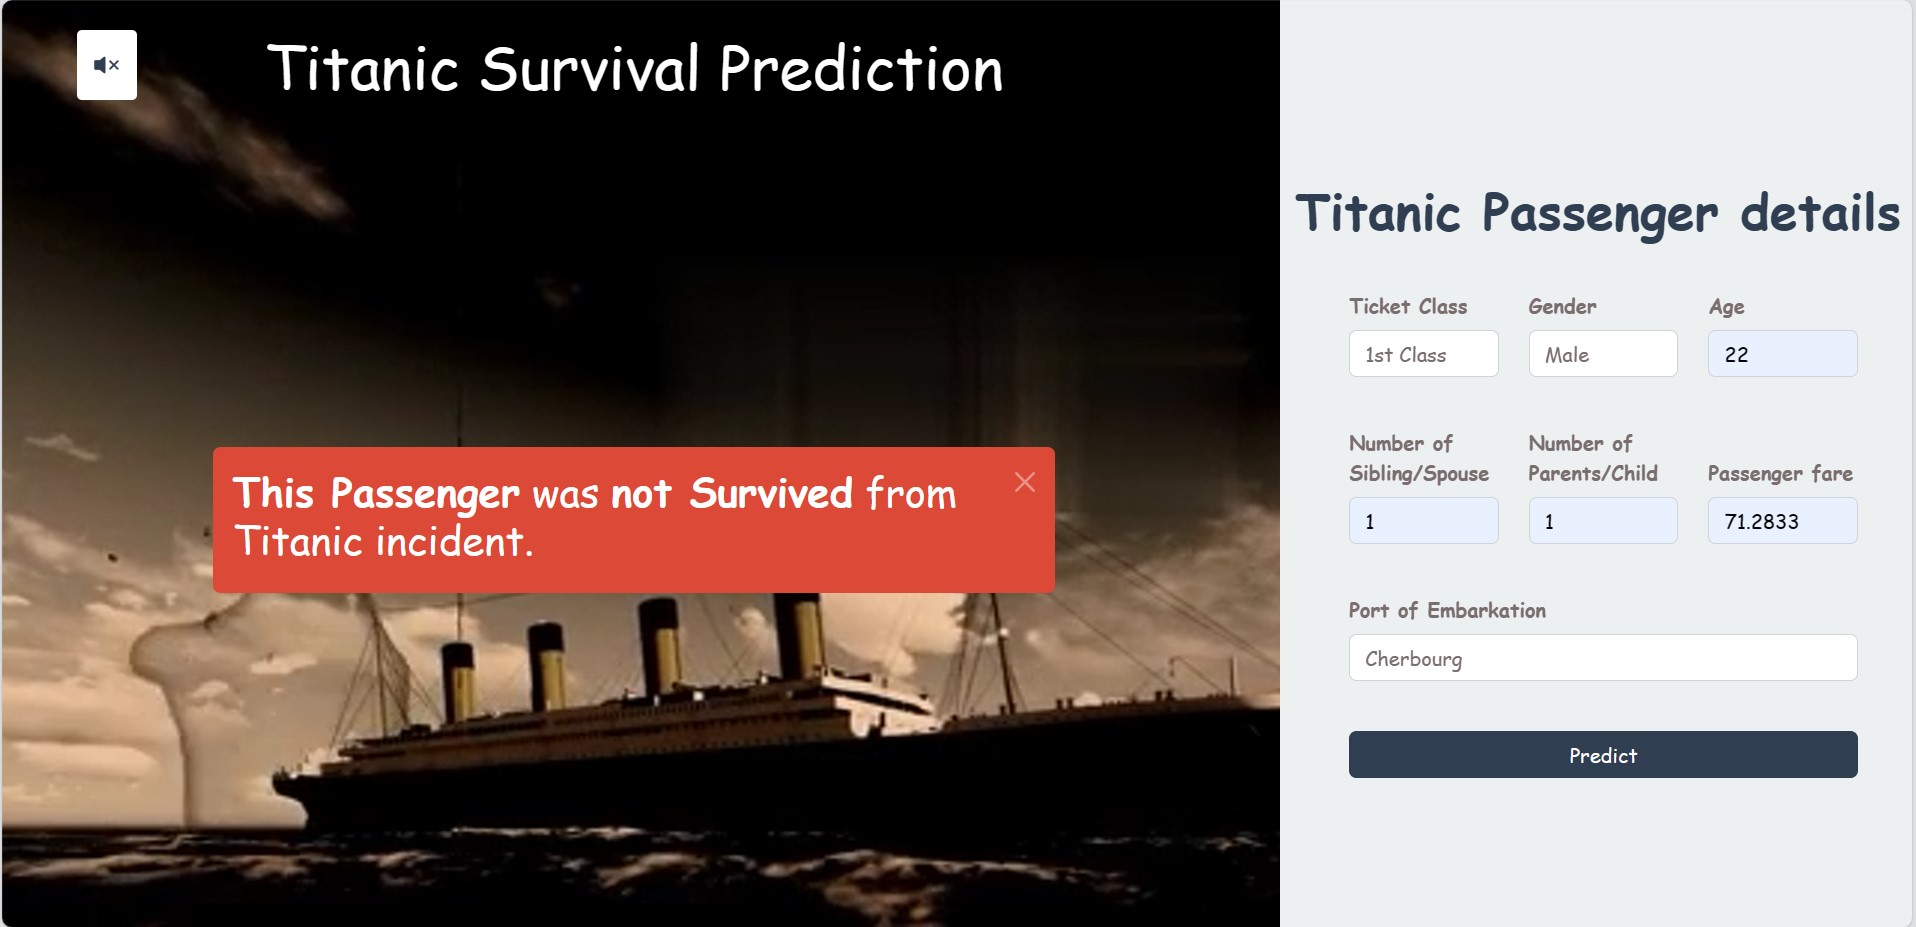 Titanic Survival Prediction
This Passenger was not Survived from
Titanic incident.
Titanic Passenger details
Ticket Class
1st Class
Gender
Male
Age
22
Number of
Sibling/Spouse
1
Number of
Parents/Child
1
Passenger fare
71.2833
Port of Embarkation
Cherbourg
Predict